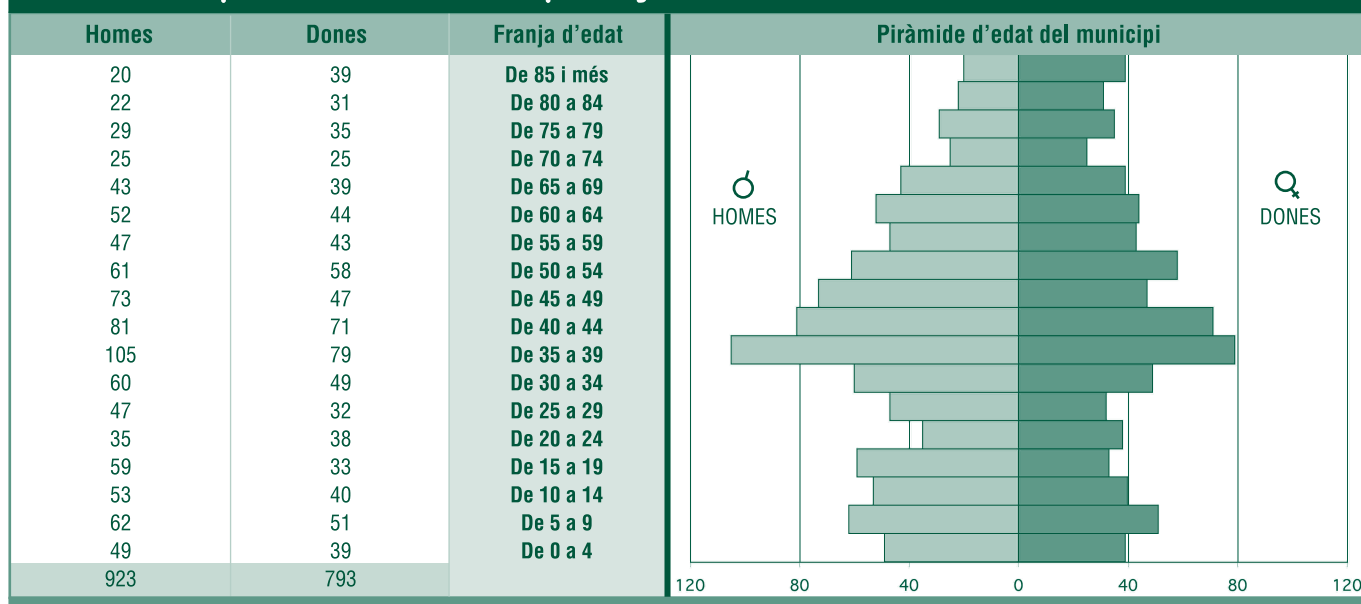 Homes Dones Franja d'edat Piràmide d'edat del municipi
20 39 De 85 i més
22 31 De 80 a 84
29 35 De 75 a 79
25 25 De 70 a 74
43 39 De 65 a 69
52 44 De 60 a 64
47 43 De 55 a 59
61 58 De 50 a 54
73 47 De 45 a 49
81 71 De 40 a 44
105 79 De 35 a 39
60 49 De 30 a 34
47 32 De 25 a 29
35 38 De 20 a 24
59 33 De 15 a 19
53 40 De 10 a 14
62 51 De 5 a 9
49 39 De 0 a 4
923 793
HOMES DONES
120 80 40 0 40 80 120